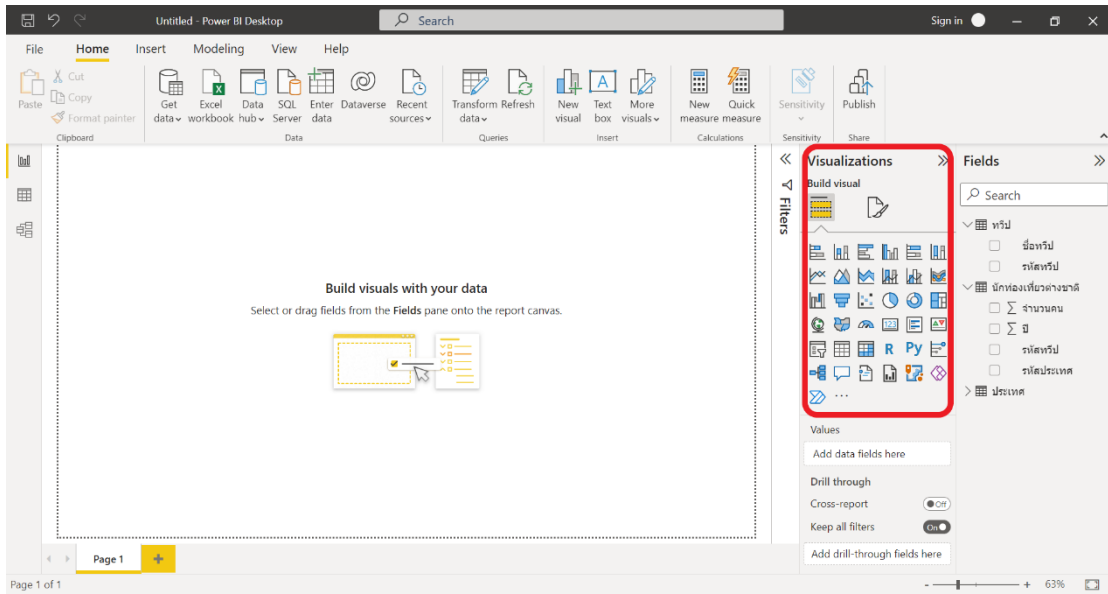 Untitled - Power BI Desktop
Search
Sign in
File Home Insert Modeling View Help
Paste
Cut
Copy
Format painter
Clipboard
Get data
Excel workbook
Data hub
SQL Server
Enter data
Dataverse
Recent sources
Data
Transform data
Refresh
Queries
New visual
Text box
More visuals
Insert
New measure
Quick measure
Calculations
Sensitivity
Sensitivity
Publish
Share
Build visuals with your data
Select or drag fields from the Fields pane onto the report canvas.
Filters
Visualizations
Build visual
123
R
Py
Values
Add data fields here
Drill through
Cross-report
Off
Keep all filters
On
Add drill-through fields here
Fields
Search
ทวีป
ชื่อทวีป
รหัสทวีป
นักท่องเที่ยวต่างชาติ
∑ จำนวนคน
∑ ปี
รหัสทวีป
รหัสประเทศ
ประเทศ
Page 1
Page 1 of 1
- + 63%